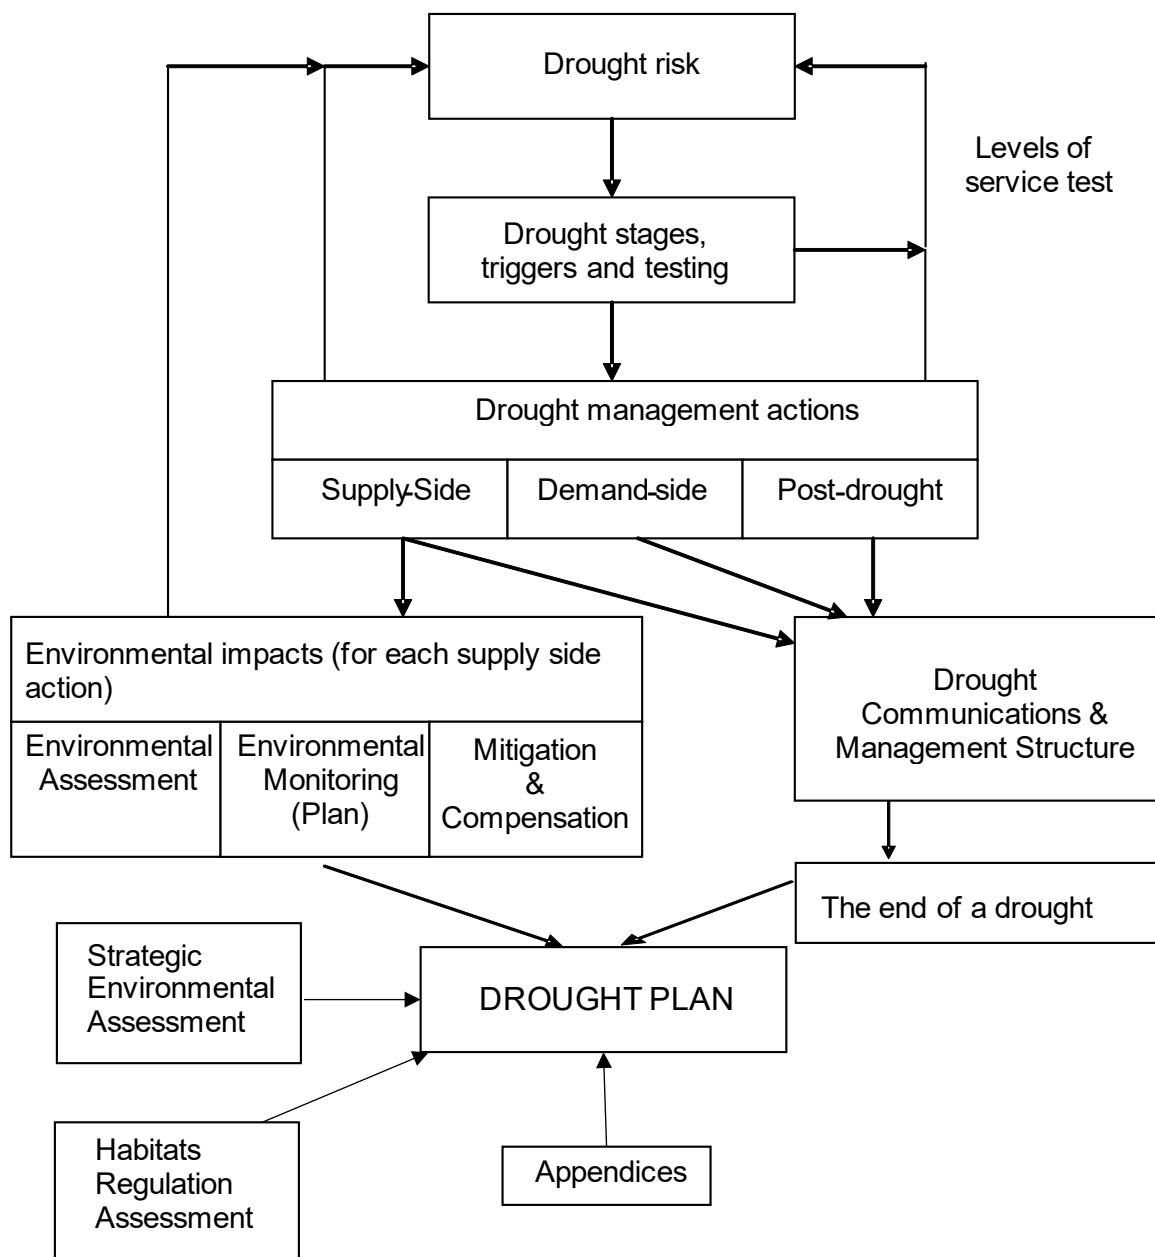 Drought risk
Levels of
service test
Drought stages,
triggers and testing
Drought management actions
Supply-Side
Demand-side
Post-drought
Environmental impacts (for each supply side
action)
Environmental
Assessment
Environmental
Monitoring
(Plan)
Mitigation
&
Compensation
Drought
Communications &
Management Structure
The end of a drought
Strategic
Environmental
Assessment
DROUGHT PLAN
Habitats
Regulation
Assessment
Appendices